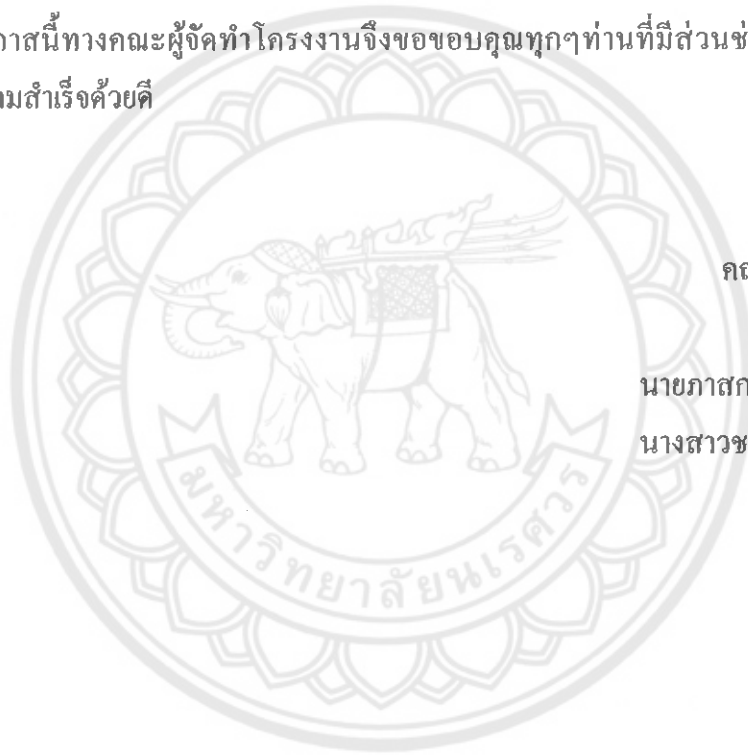 กาสนี้ทางคณะผู้จัดทำโครงงานจึงขอขอบคุณทุกๆท่านที่มีส่วนช่
ามสำเร็จด้วยดี
คณ
นายภาสก
นางสาวช
มหาวิทยาลัยนเรศวร